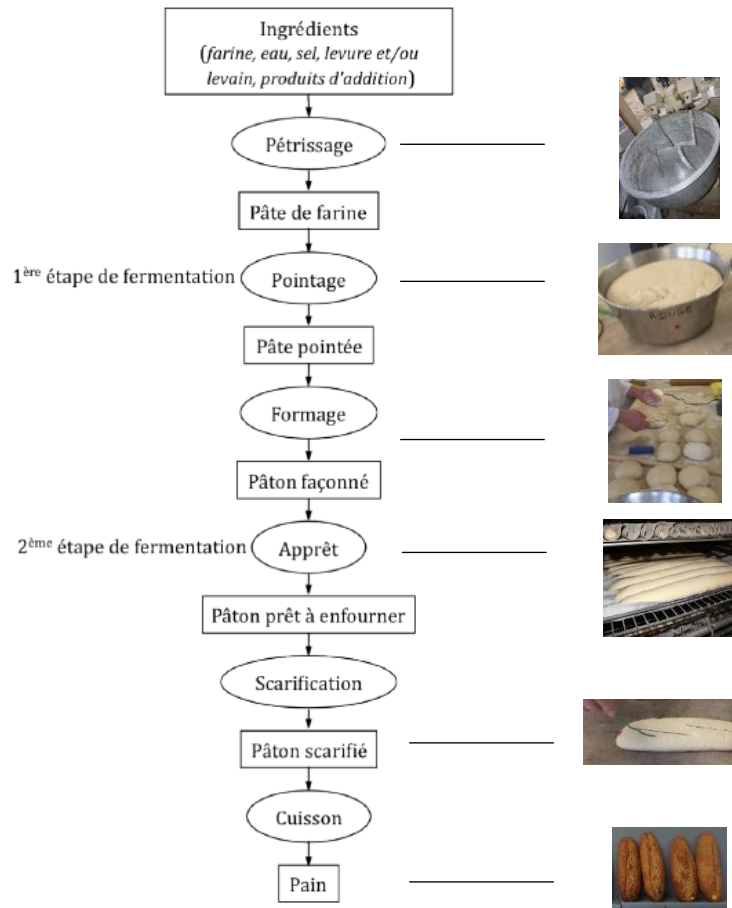 Ingrédients
(farine, eau, sel, levure et/ou
levain, produits d'addition)
Pétrissage
Pâte de farine
1ère étape de fermentation
Pointage
Pâte pointée
Formage
Pâton façonné
2ème étape de fermentation
Apprêt
Pâton prêt à enfourner
Scarification
Pâton scarifié
Cuisson
Pain